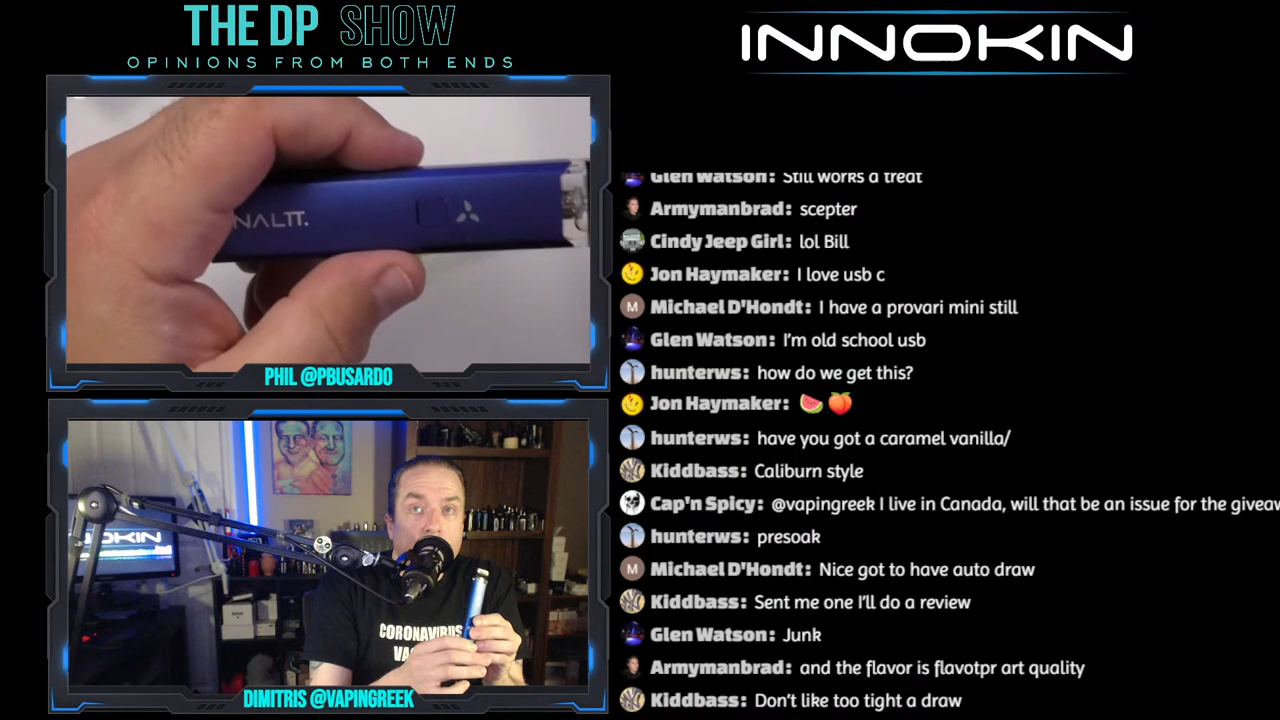 THE DP SHOW
OPINIONS FROM BOTH ENDS
INNOKIN
NALTT.
PHIL @PBUSARDO
INNOKIN
CORONAVIRUS
DIMITRIS @VAPINGREEK
Glen Watson: Still works a treat
Armymanbrad: scepter
Cindy Jeep Girl: lol Bill
Jon Haymaker: I love usb c
M Michael D'Hondt: I have a provari mini still
Glen Watson: I'm old school usb
hunterws: how do we get this?
Jon Haymaker: 🍉🍑
hunterws: have you got a caramel vanilla/
Kiddbass: Caliburn style
Cap'n Spicy: @vapingreek I live in Canada, will that be an issue for the giveaw
hunterws: presoak
M Michael D'Hondt: Nice got to have auto draw
Kiddbass: Sent me one I'll do a review
Glen Watson: Junk
Armymanbrad: and the flavor is flavotpr art quality
Kiddbass: Don't like too tight a draw